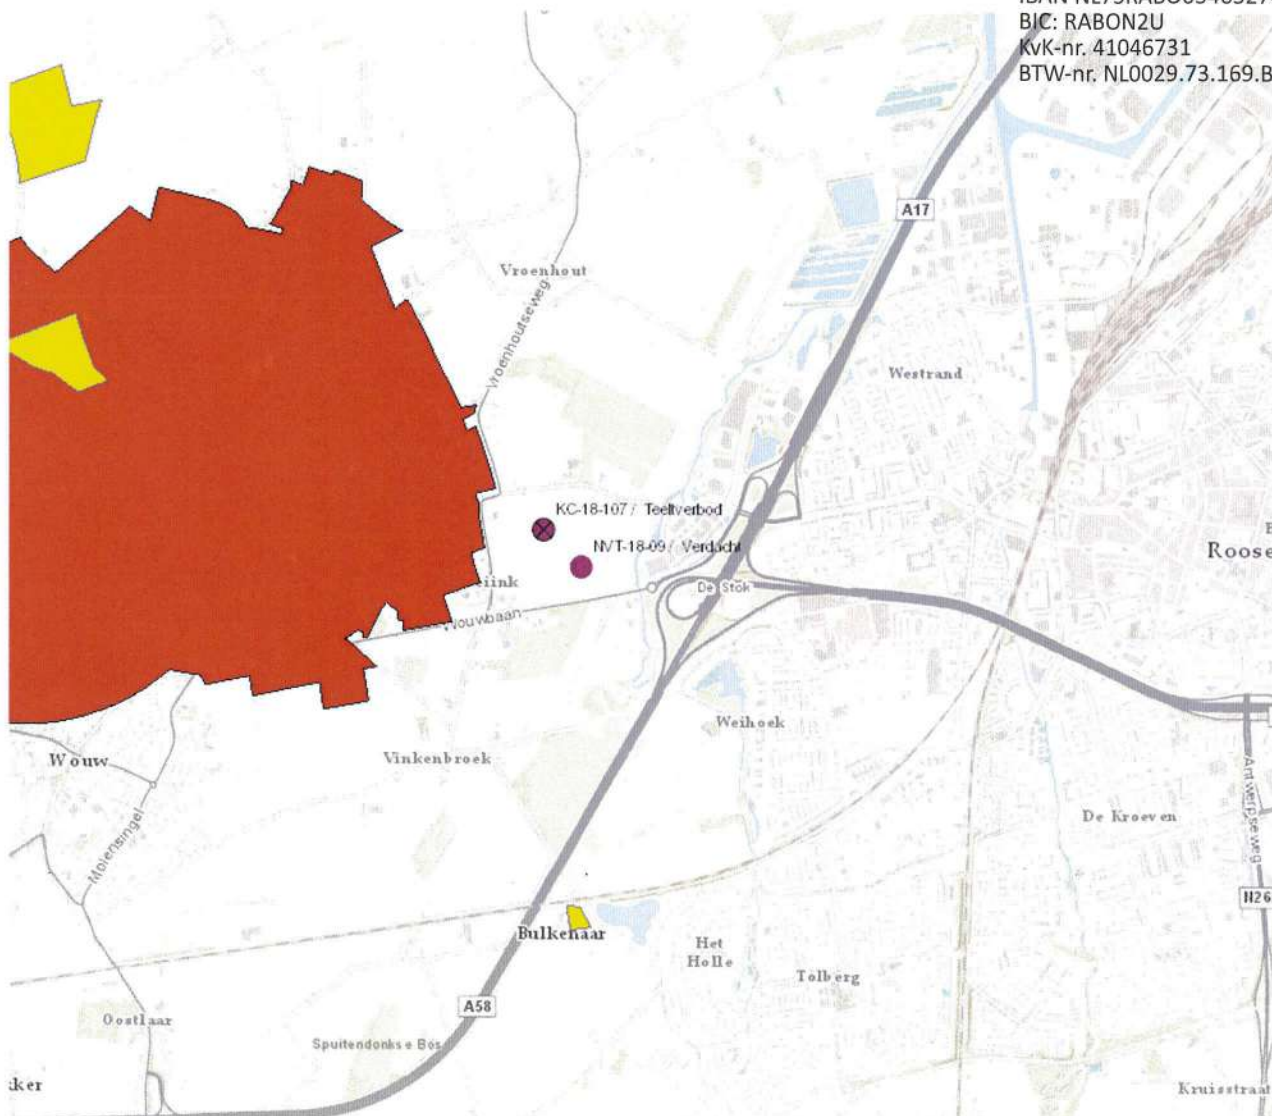 BIC: RABON2U
KvK-nr. 41046731
BTW-nr. NL0029.73.169.B
A17
Vroenhout
Vroenhoutseweg
Westrand
KC-18-107 / Teeltverbod
NVT-18-09 / Verdacht
Roose
De Stok
Wouwbaan
Weihoek
Wouw
Vinkenbroek
Antwerpseweg
De Kroeven
Molensingel
N26
Bulkenaar
Het
Holle
Tolberg
A58
Oostlaar
Spuitendonkse Bos
kker
Kruisstraat